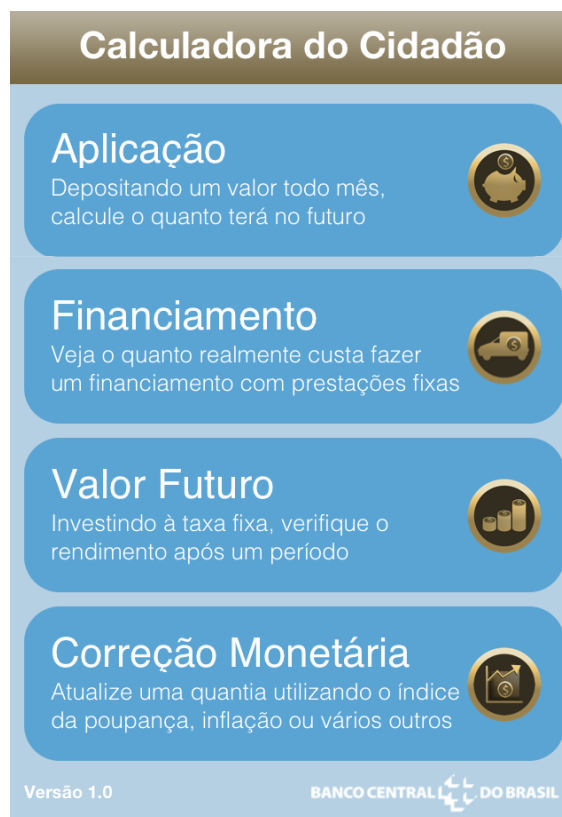 Calculadora do Cidadão
Aplicação
Depositando um valor todo mês,
calcule o quanto terá no futuro
Financiamento
Veja o quanto realmente custa fazer
um financiamento com prestações fixas
Valor Futuro
Investindo à taxa fixa, verifique o
rendimento após um período
Correção Monetária
Atualize uma quantia utilizando o índice
da poupança, inflação ou vários outros
Versão 1.0
BANCO CENTRAL DO BRASIL